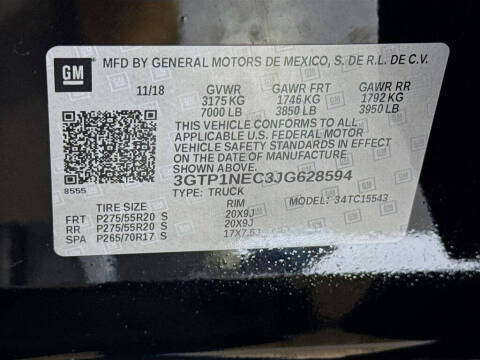 GM
MFD BY GENERAL MOTORS DE MEXICO, S. DE R.L. DE C.V.
11/18 GVWR GAWR FRT GAWR RR
3175 KG 1746 KG 1792 KG
7000 LB 3850 LB 3950 LB
THIS VEHICLE CONFORMS TO ALL
APPLICABLE U.S. FEDERAL MOTOR
VEHICLE SAFETY STANDARDS IN EFFECT
ON THE DATE OF MANUFACTURE SHOWN ABOVE.
3GTP1NEC3JG628594
8555 TYPE: TRUCK MODEL: 34TC15543
TIRE SIZE RIM
FRT P275/55R20 S 20X9J
RR P275/55R20 S 20X9J
SPA P265/70R17 S 17X7.5J